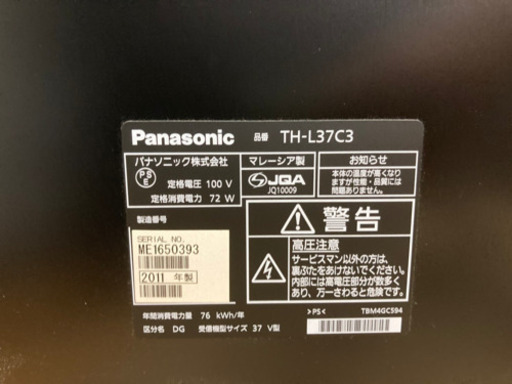 Panasonic 品番 TH-L37C3
パナソニック株式会社
PS E
定格電圧 100 V
定格消費電力 72 W
マレーシア製
JQA
JQ10009
お知らせ
本体の温度が高くなり
ますが、性能・品質には
問題ありません。
製造番号
SERIAL NO.
ME1650393
2011 年製
警告
高圧注意
サービスマン以外の方は、
裏ぶたをあけないでください。
内部には高電圧部分が数多く
あり、万一さわると危険です。
年間消費電力量 76 kWh/年
区分名 DG 受信機型サイズ 37 V型
>PS<
TBM4GC594